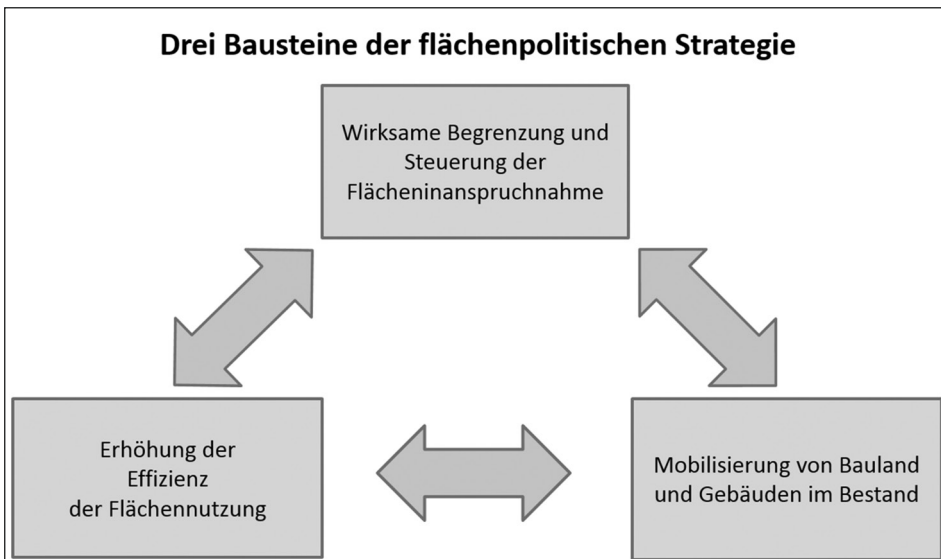 Drei Bausteine der flächenpolitischen Strategie
Wirksame Begrenzung und
Steuerung der
Flächeninanspruchnahme
Erhöhung der
Effizienz
der Flächennutzung
Mobilisierung von Bauland
und Gebäuden im Bestand